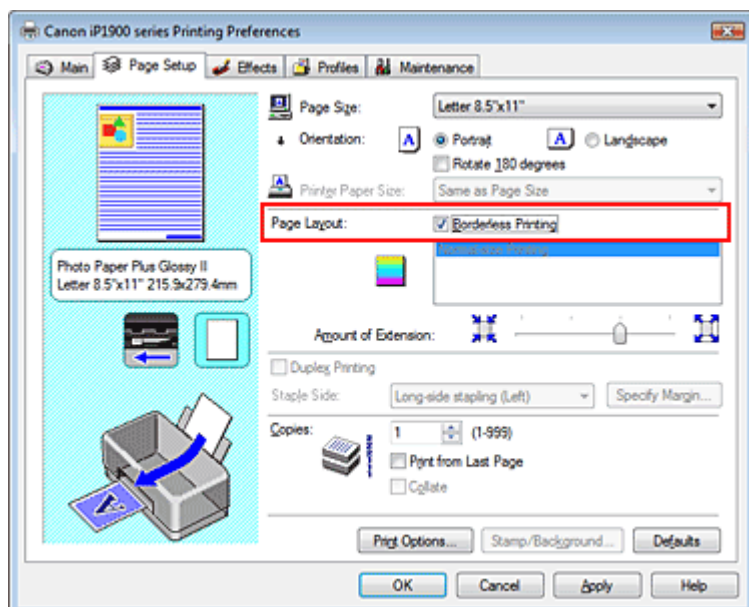 Canon iP1900 series Printing Preferences
Main Page Setup Effects Profiles Maintenance
Page Size: Letter 8.5"x11"
Orientation: A Portrait A Landscape
Rotate 180 degrees
Printer Paper Size: Same as Page Size
Page Layout: Borderless Printing
Normal-size Printing
Photo Paper Plus Glossy II
Letter 8.5"x11" 215.9x279.4mm
Amount of Extension:
Duplex Printing
Staple Side: Long-side stapling (Left) Specify Margin...
Copies: 1 (1-999)
Print from Last Page
Collate
A
Print Options... Stamp/Background... Defaults
OK Cancel Apply Help